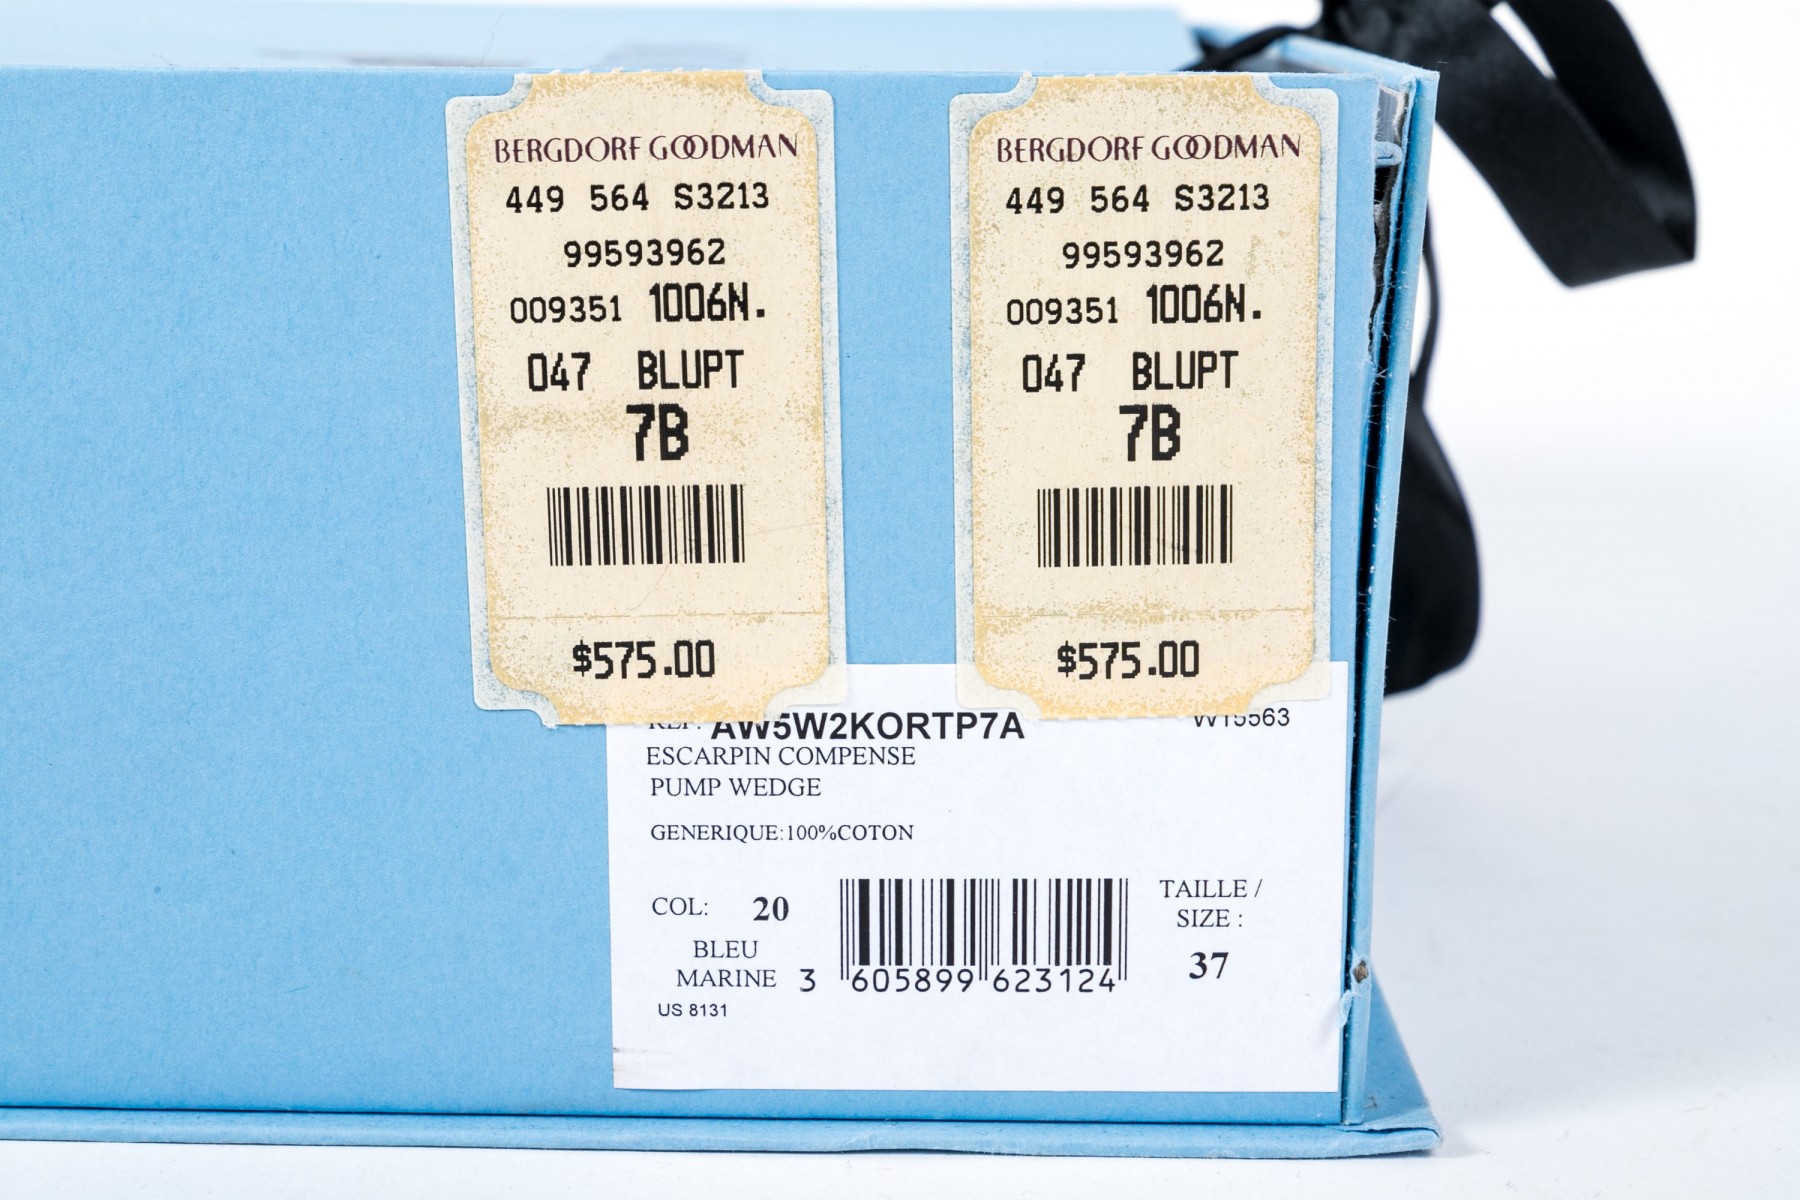 BERGDORF GOODMAN
449 564 S3213
99593962
009351 1006N.
047 BLUPT
7B
$575.00
BERGDORF GOODMAN
449 564 S3213
99593962
009351 1006N.
047 BLUPT
7B
$575.00
REF: AW5W2KORTP7A W15563
ESCARPIN COMPENSE
PUMP WEDGE
GENERIQUE:100%COTON
COL: 20
BLEU
MARINE
US 8131
3 605899 623124
TAILLE /
SIZE :
37